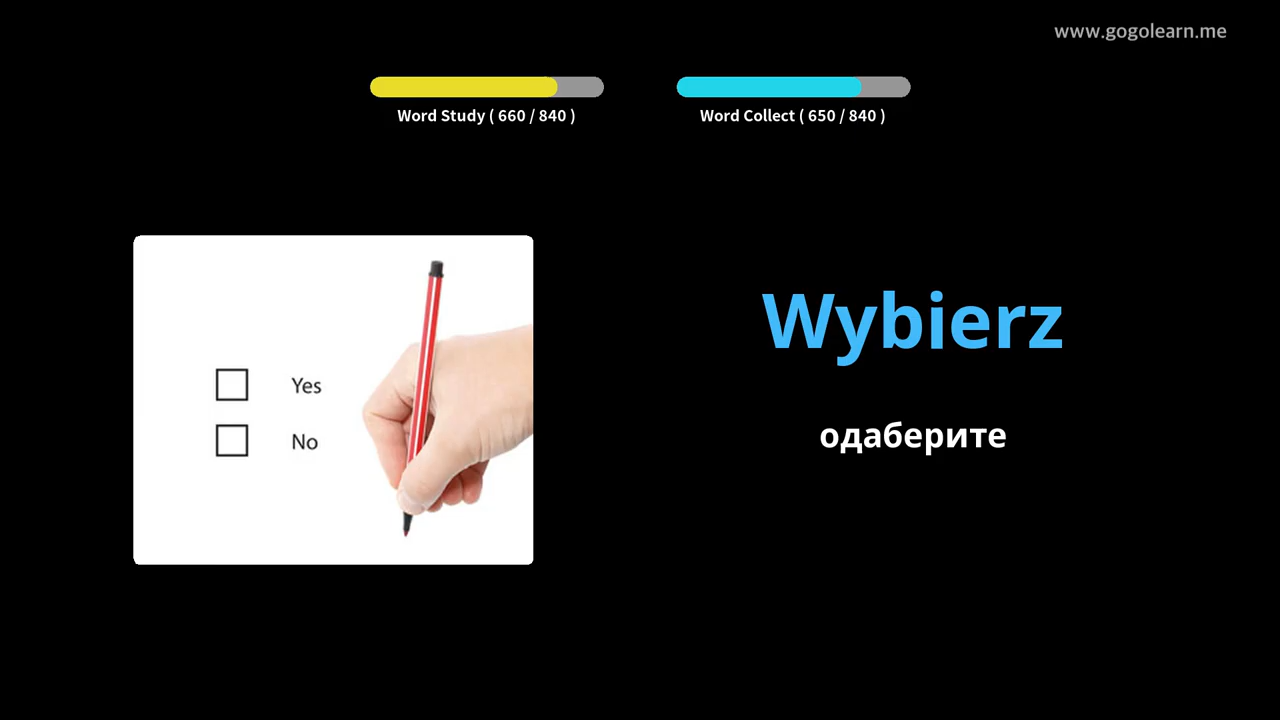 www.gogolearn.me
Word Study ( 660 / 840 )
Word Collect ( 650 / 840 )
Yes
No
Wybierz
одаберите